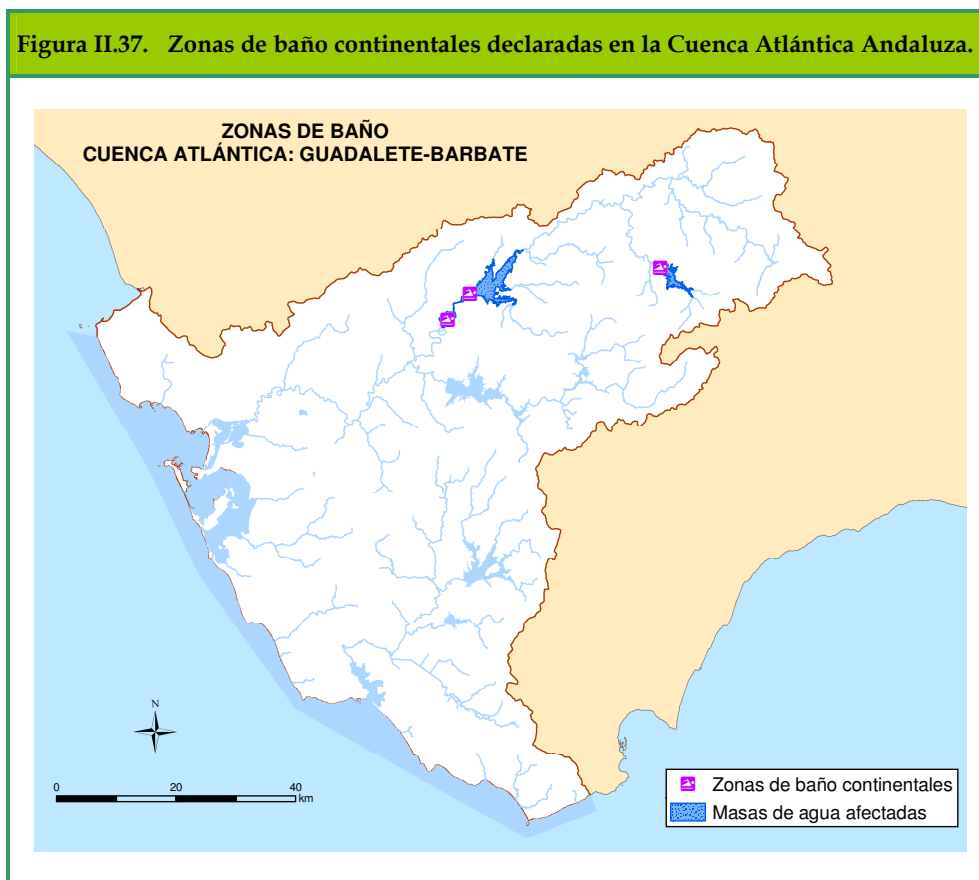 Figura II.37. Zonas de baño continentales declaradas en la Cuenca Atlántica Andaluza.
ZONAS DE BAÑO
CUENCA ATLÁNTICA: GUADALETE-BARBATE
N
0 20 40
km
Zonas de baño continentales
Masas de agua afectadas